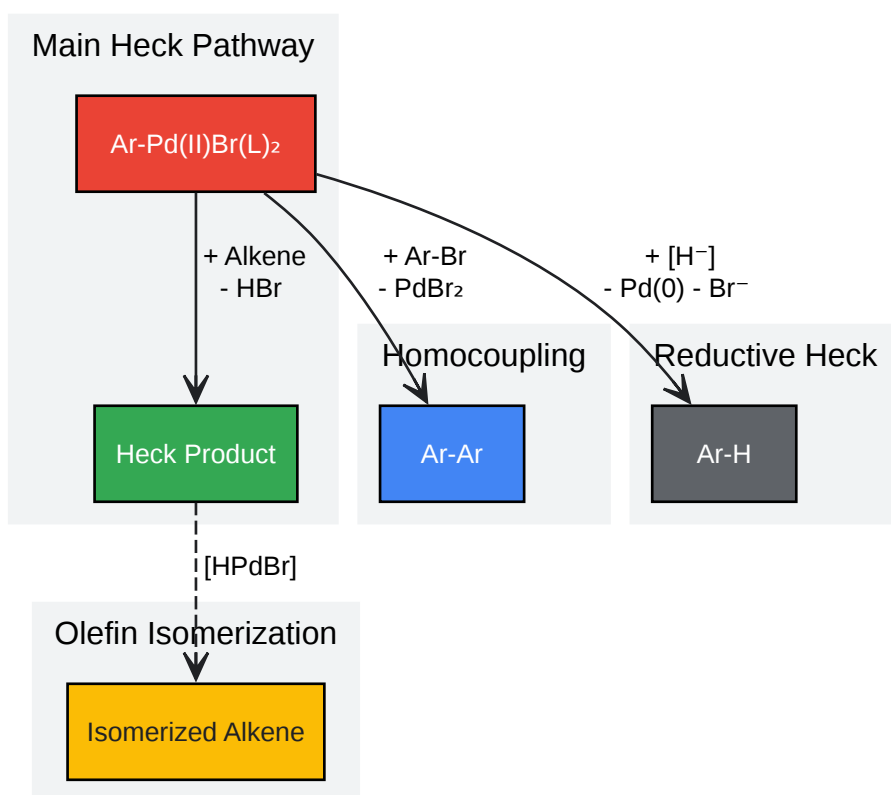 Main Heck Pathway
Ar-Pd(II)Br(L)₂
+ Alkene
- HBr
+ Ar-Br
- PdBr₂
+ [H⁻]
- Pd(0) - Br⁻
Homocoupling
Reductive Heck
Heck Product
Ar-Ar
Ar-H
[HPdBr]
Olefin Isomerization
Isomerized Alkene